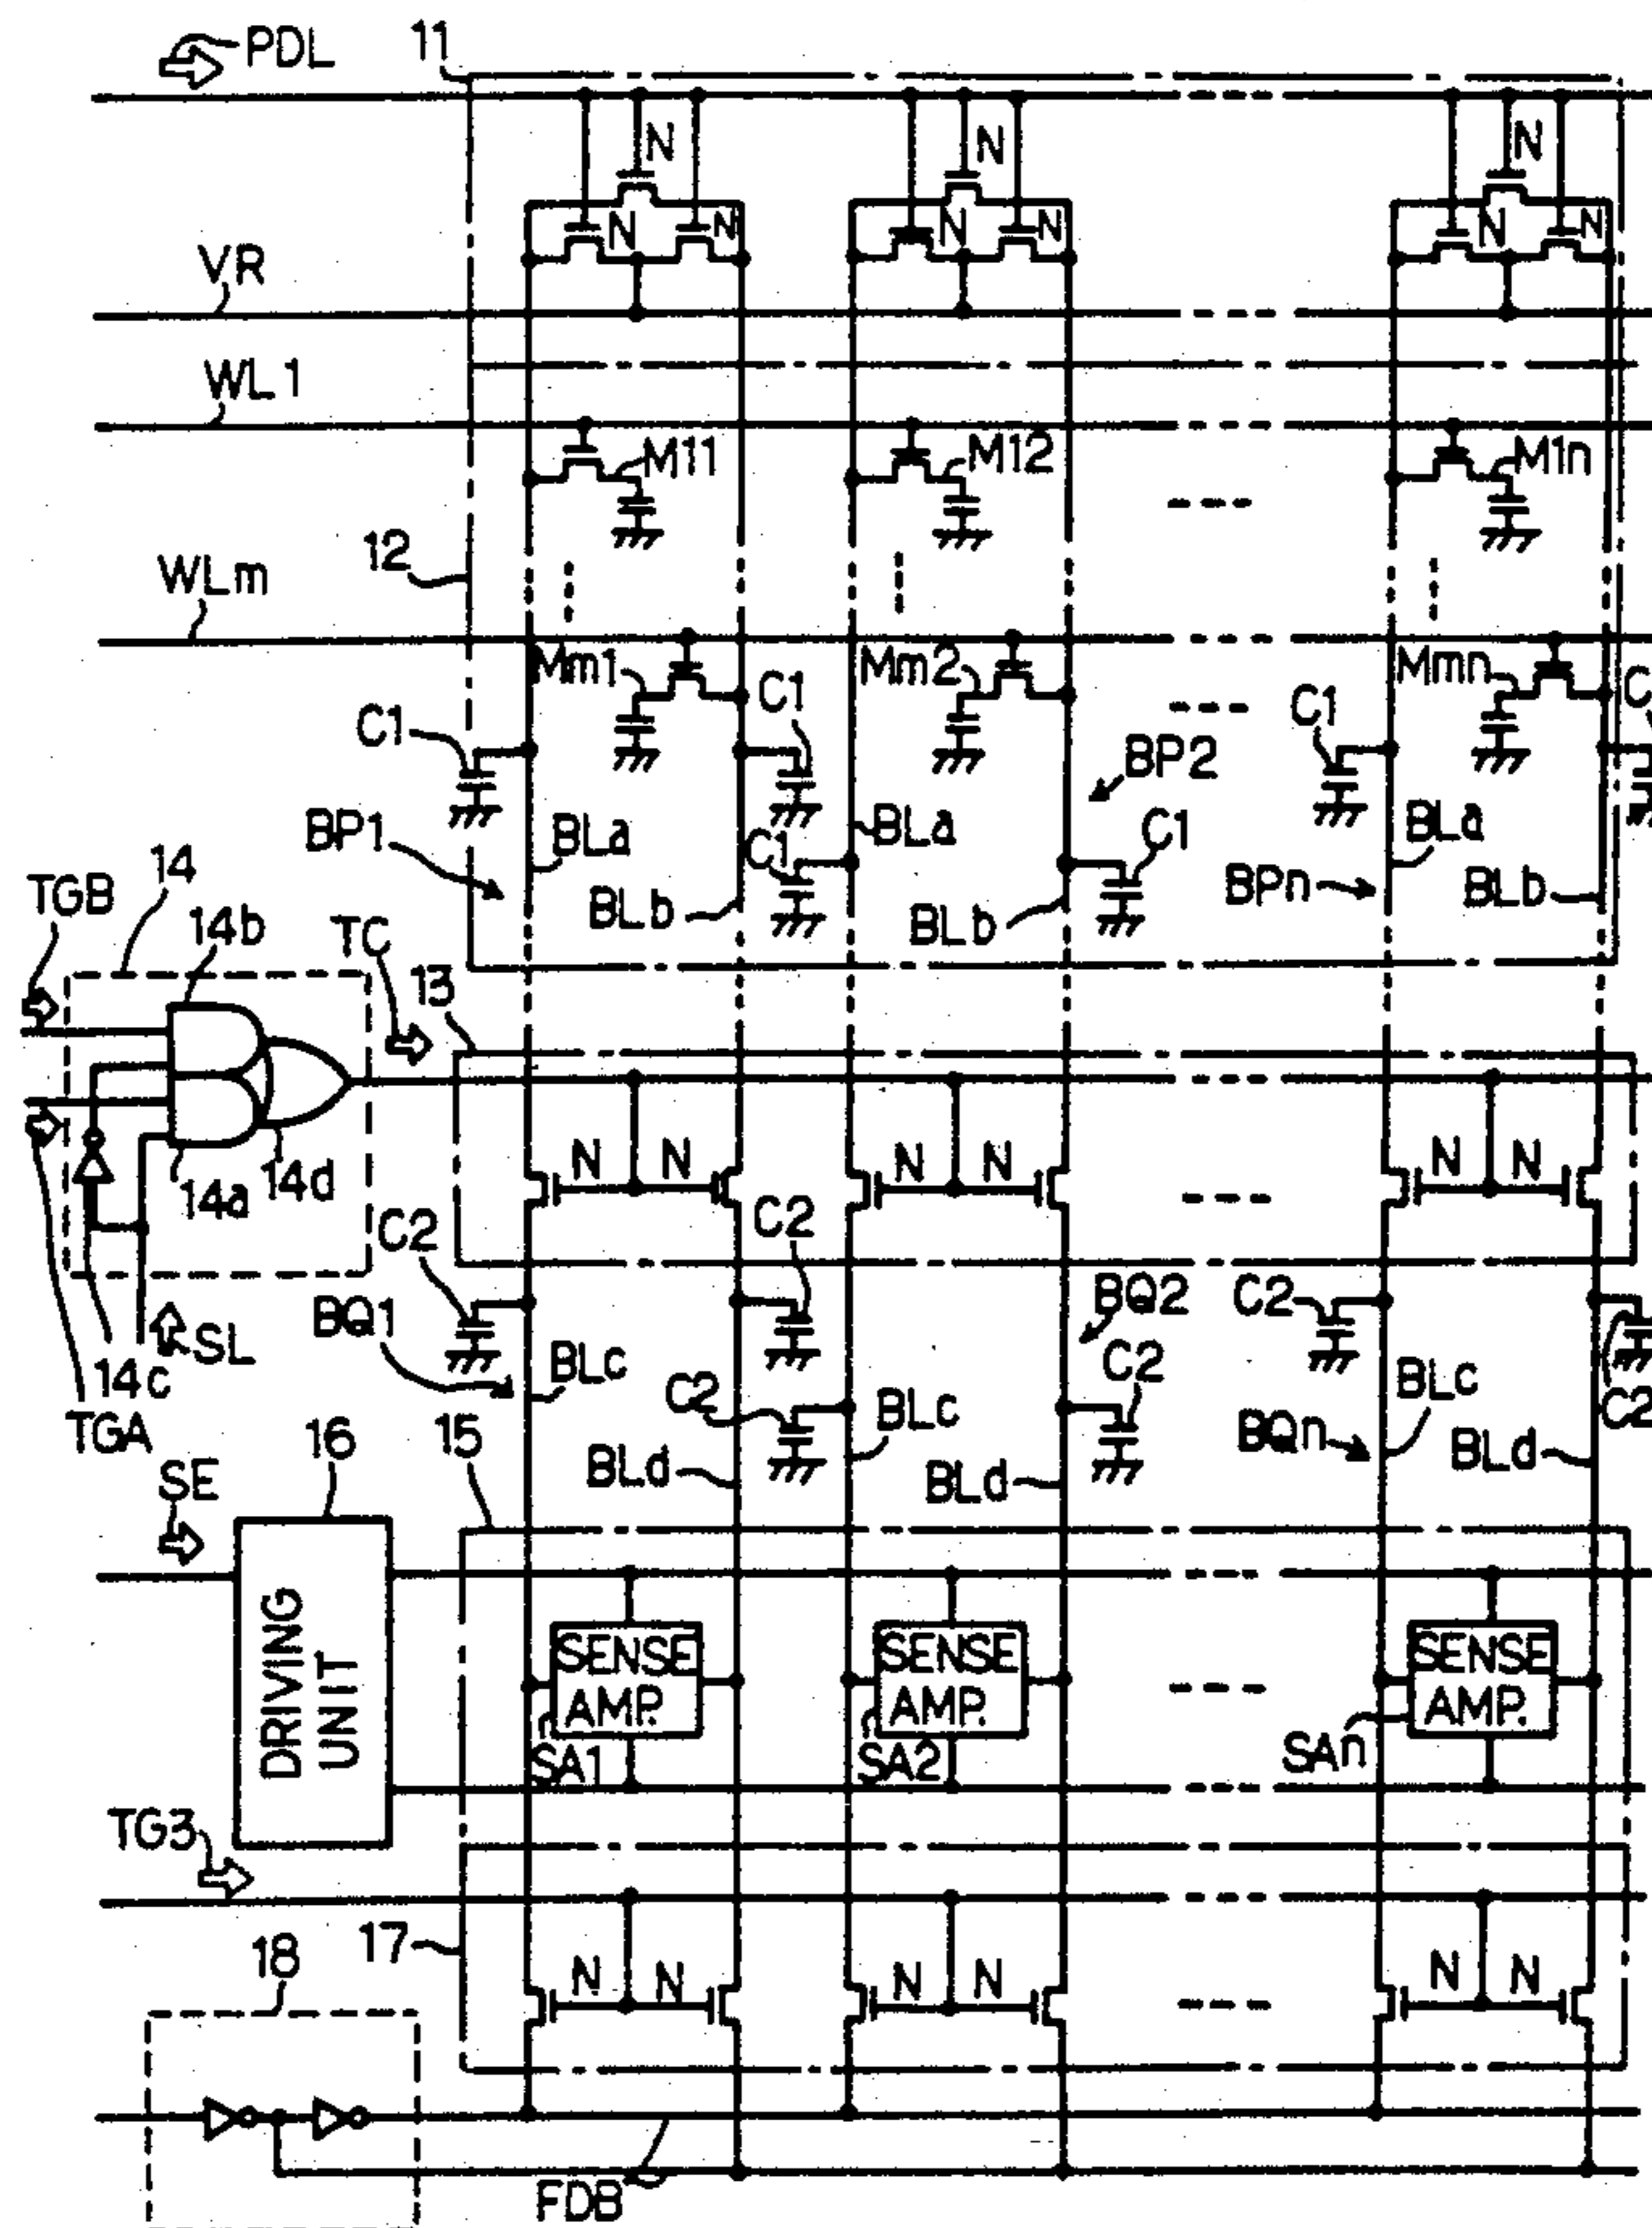 PDL 11
N N N
N N N N N N
VR
WL1
M11 M12 M1n
12
WLm
Mm1 Mm2 Mmn
C1 C1 C1 C
BP2
BP1 BLa C1 BLa C1 BLa
BLb BLb BPn BLb
TGB 14 14b TC 13
N N N N N N
14a 14d
C2 C2 C2
BQ1 BQ2
SL BLc C2 BLc C2 BLc C2
14c
TGA
16 15 BLd BLd BQn BLd
SE
DRIVING UNIT
SENSE AMP. SENSE AMP. SENSE AMP.
SA1 SA2 SAn
TG3
17
N N N N N N
18
FDB